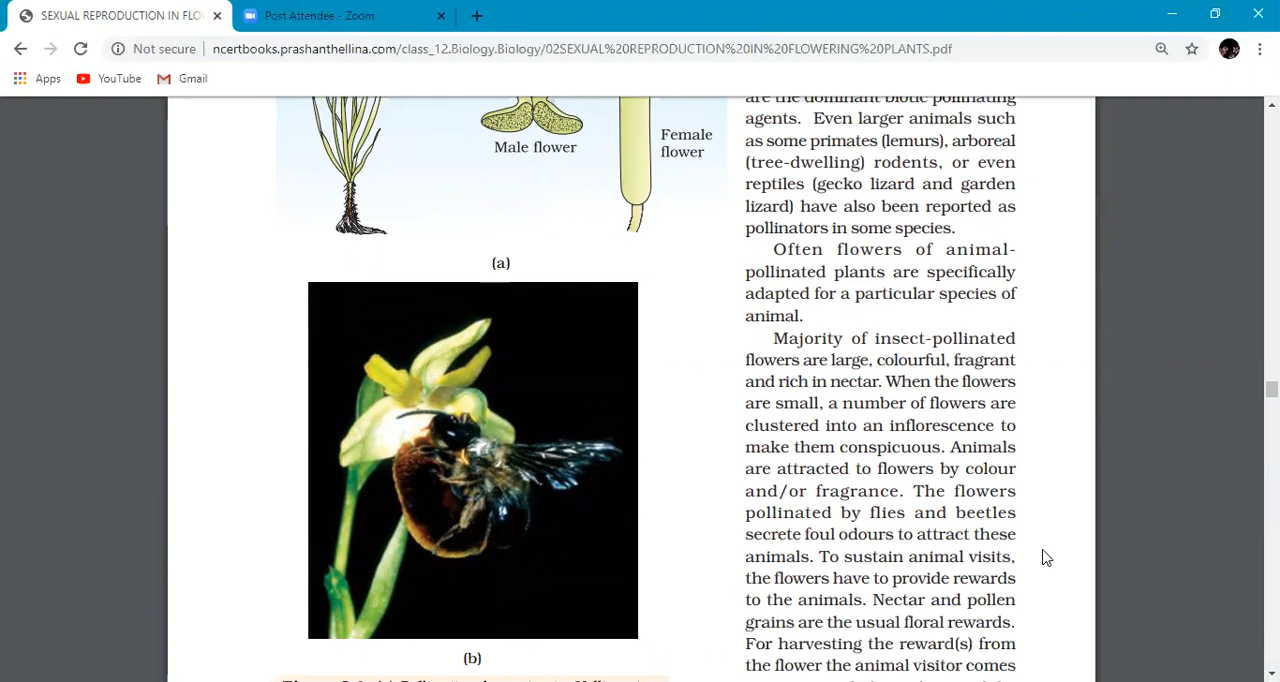 SEXUAL REPRODUCTION IN FLO
Post Attendee - Zoom
Not secure
ncertbooks.prashanthellina.com/class_12.Biology.Biology/02SEXUAL%20REPRODUCTION%20IN%20FLOWERING%20PLANTS.pdf
Apps
YouTube
Gmail
Male flower
Female
flower
(a)
(b)
are the dominant biotic pollinating
agents. Even larger animals such
as some primates (lemurs), arboreal
(tree-dwelling) rodents, or even
reptiles (gecko lizard and garden
lizard) have also been reported as
pollinators in some species.
Often flowers of animal-
pollinated plants are specifically
adapted for a particular species of
animal.
Majority of insect-pollinated
flowers are large, colourful, fragrant
and rich in nectar. When the flowers
are small, a number of flowers are
clustered into an inflorescence to
make them conspicuous. Animals
are attracted to flowers by colour
and/or fragrance. The flowers
pollinated by flies and beetles
secrete foul odours to attract these
animals. To sustain animal visits,
the flowers have to provide rewards
to the animals. Nectar and pollen
grains are the usual floral rewards.
For harvesting the reward(s) from
the flower the animal visitor comes